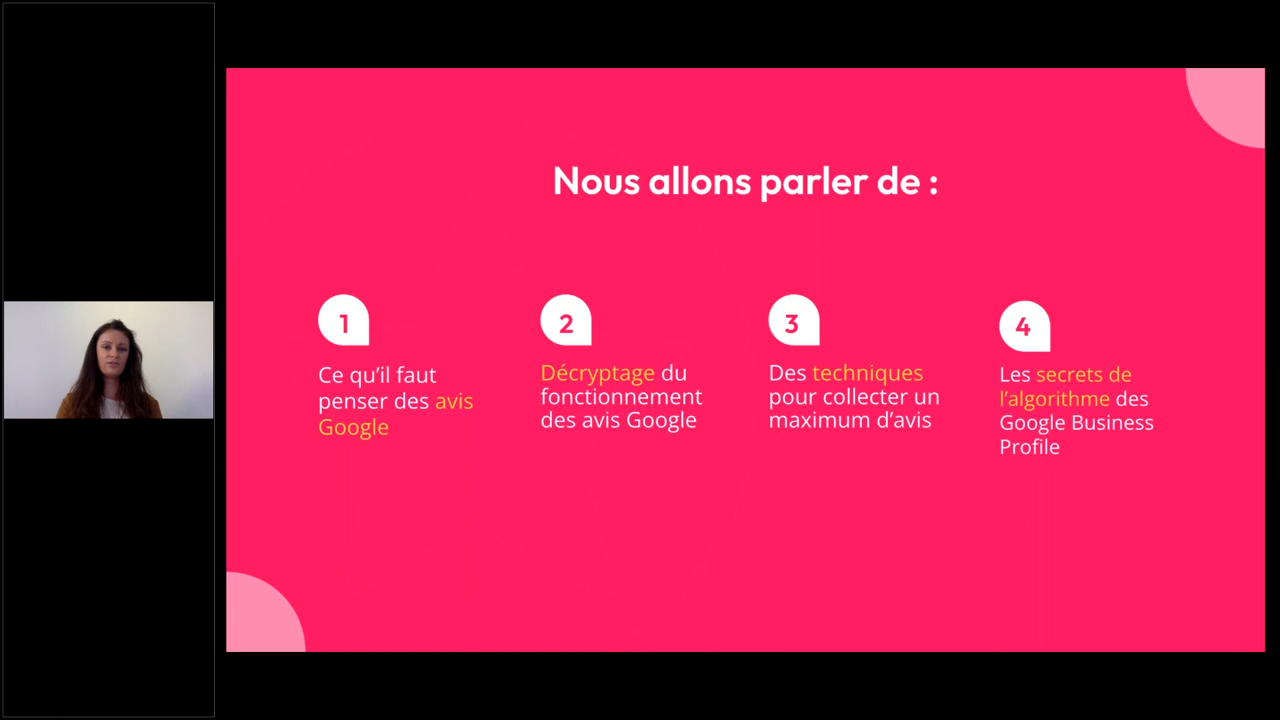 Nous allons parler de :
1
Ce qu'il faut
penser des avis
Google
2
Décryptage du
fonctionnement
des avis Google
3
Des techniques
pour collecter un
maximum d'avis
4
Les secrets de
l'algorithme des
Google Business
Profile